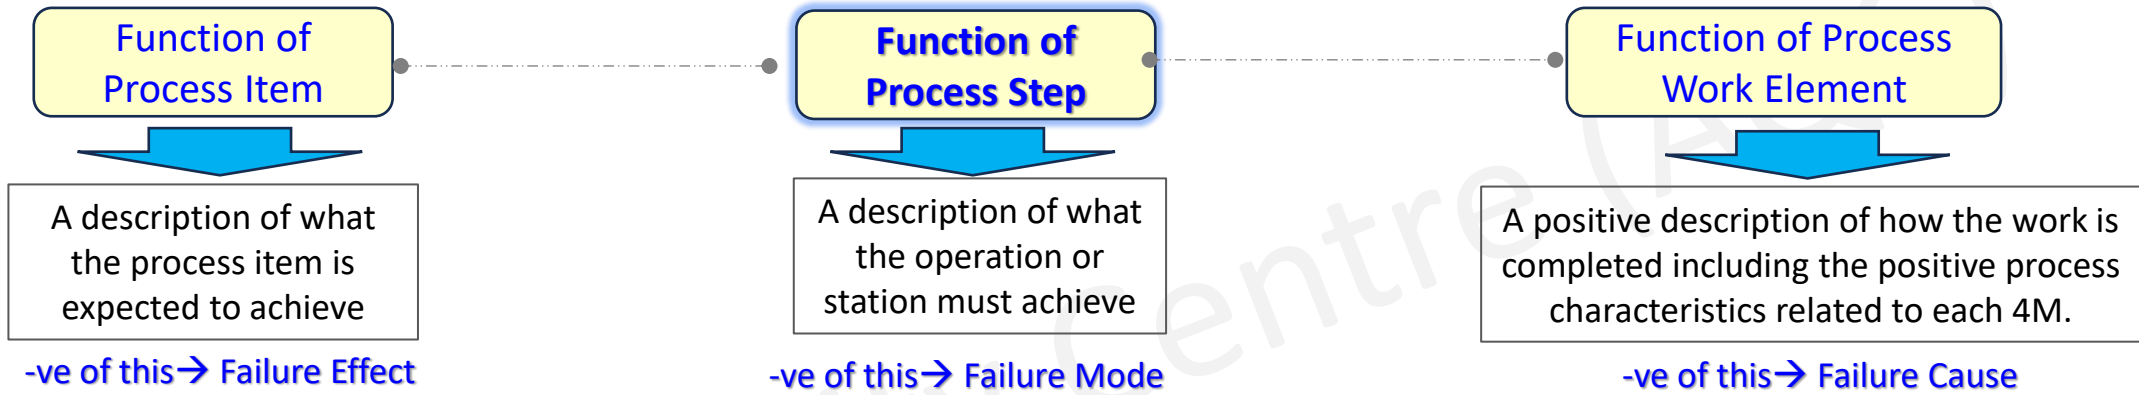 Function of
Process Item
Function of
Process Step
Function of Process
Work Element
A description of what
the process item is
expected to achieve
A description of what
the operation or
station must achieve
A positive description of how the work is
completed including the positive process
characteristics related to each 4M.
-ve of this→ Failure Effect
-ve of this→ Failure Mode
-ve of this→ Failure Cause
Centre